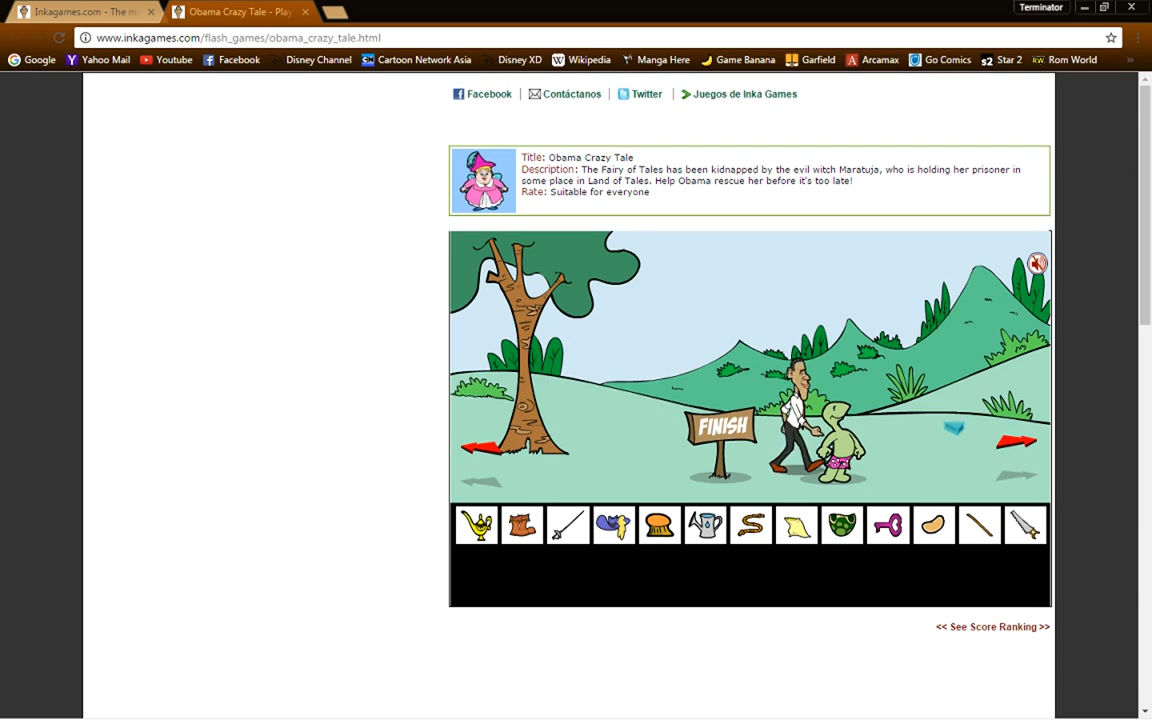 Inkagames.com - The m
Obama Crazy Tale - Play
Terminator
www.inkagames.com/flash_games/obama_crazy_tale.html
Google Yahoo Mail Youtube Facebook Disney Channel Cartoon Network Asia Disney XD Wikipedia Manga Here Game Banana Garfield Arcamax Go Comics Star 2 Rom World
Facebook | Contáctanos | Twitter | Juegos de Inka Games
Title: Obama Crazy Tale
Description: The Fairy of Tales has been kidnapped by the evil witch Maratuja, who is holding her prisoner in
some place in Land of Tales. Help Obama rescue her before it's too late!
Rate: Suitable for everyone
FINISH
<< See Score Ranking >>